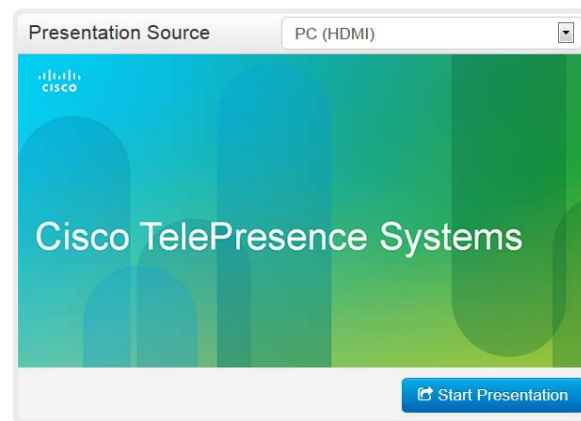 Presentation Source
PC (HDMI)
CISCO
Cisco TelePresence Systems
Start Presentation